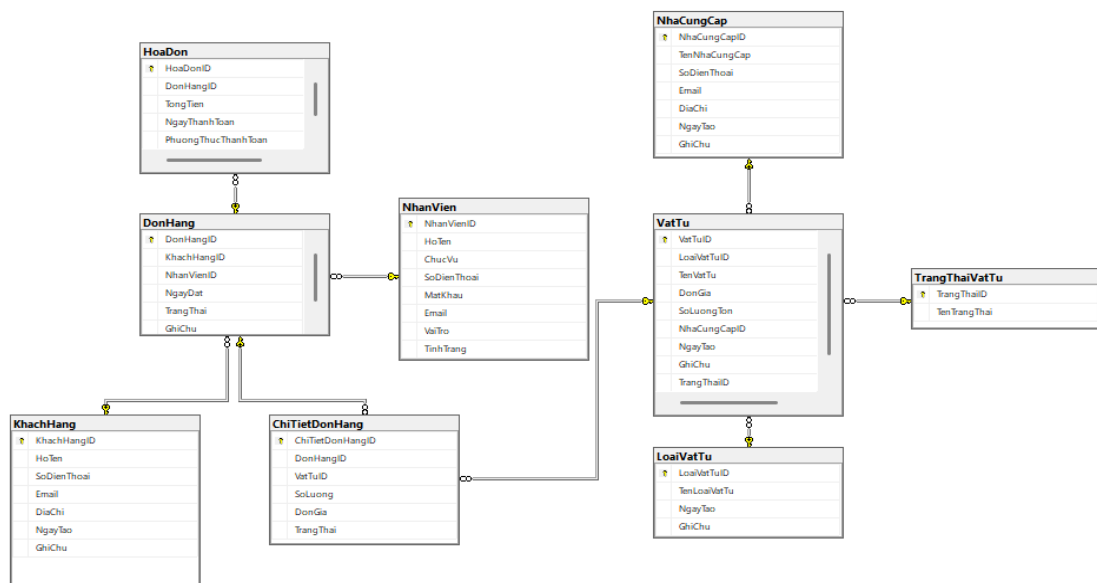 HoaDon
HoaDonID
DonHangID
TongTien
NgayThanhToan
PhuongThucThanhToan
DonHang
DonHangID
KhachHangID
NhanVienID
NgayDat
TrangThai
GhiChu
NhanVien
NhanVienID
HoTen
ChucVu
SoDienThoai
MatKhau
Email
VaiTro
TinhTrang
KhachHang
KhachHangID
HoTen
SoDienThoai
Email
DiaChi
NgayTao
GhiChu
ChiTietDonHang
ChiTietDonHangID
DonHangID
VatTuID
SoLuong
DonGia
TrangThai
NhaCungCap
NhaCungCapID
TenNhaCungCap
SoDienThoai
Email
DiaChi
NgayTao
GhiChu
VatTu
VatTuID
LoaiVatTuID
TenVatTu
DonGia
SoLuongTon
NhaCungCapID
NgayTao
GhiChu
TrangThaiID
TrangThaiVatTu
TrangThaiID
TenTrangThai
LoaiVatTu
LoaiVatTuID
TenLoaiVatTu
NgayTao
GhiChu